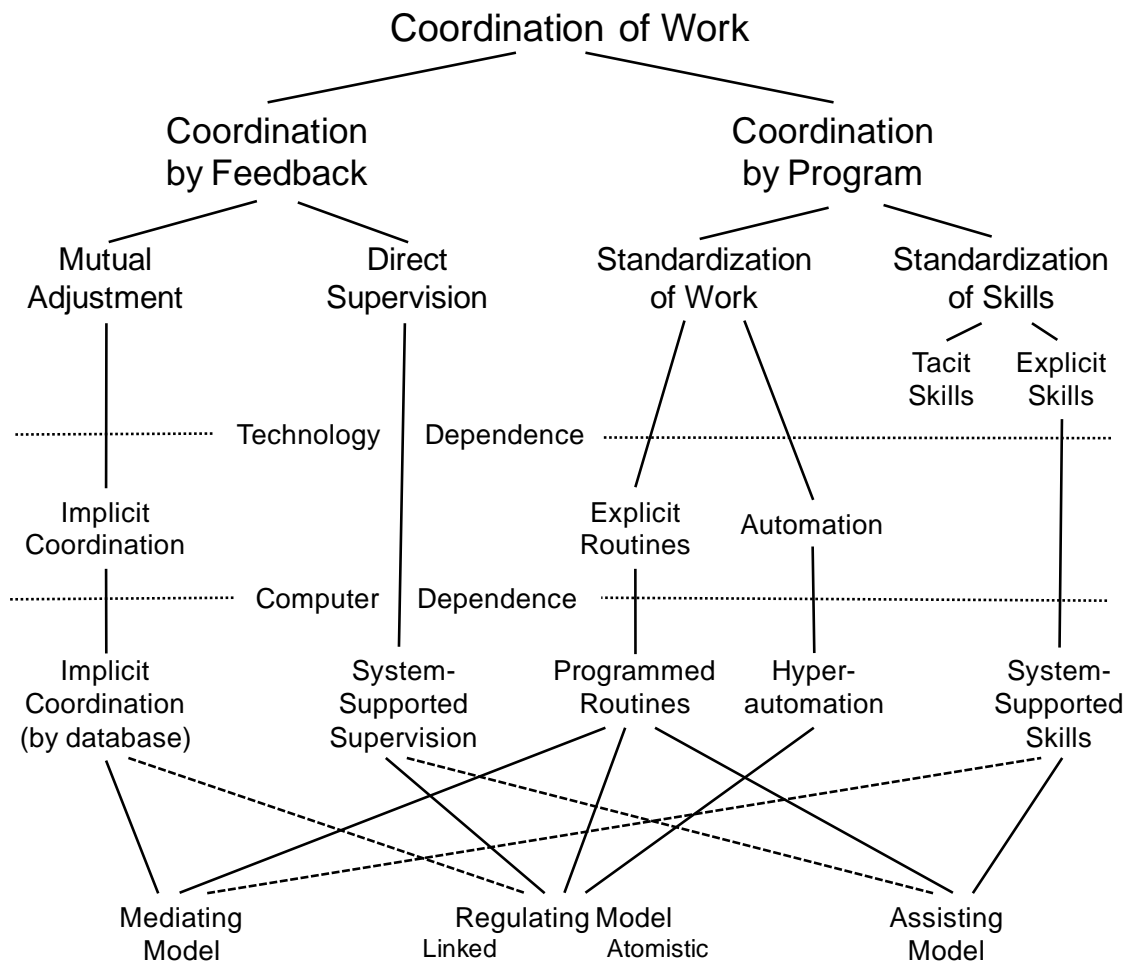 Coordination of Work
Coordination
by Feedback
Coordination
by Program
Mutual
Adjustment
Direct
Supervision
Standardization
of Work
Standardization
of Skills
Tacit
Skills
Explicit
Skills
Technology Dependence
Implicit
Coordination
Explicit
Routines
Automation
Computer Dependence
Implicit
Coordination
(by database)
System-
Supported
Supervision
Programmed
Routines
Hyper-
automation
System-
Supported
Skills
Mediating
Model
Regulating Model
Linked Atomistic
Assisting
Model